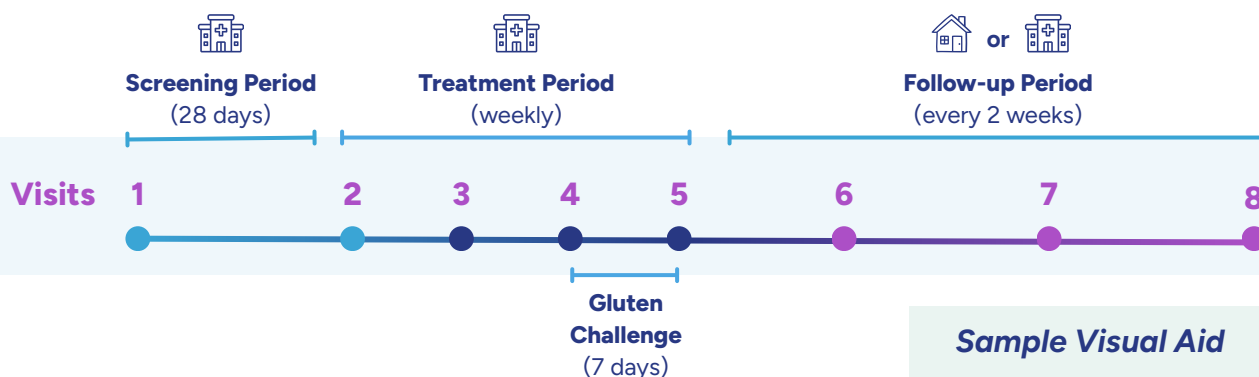 or
Screening Period
(28 days)
Treatment Period
(weekly)
Follow-up Period
(every 2 weeks)
Visits 1 2 3 4 5 6 7 8
Gluten
Challenge
(7 days)
Sample Visual Aid